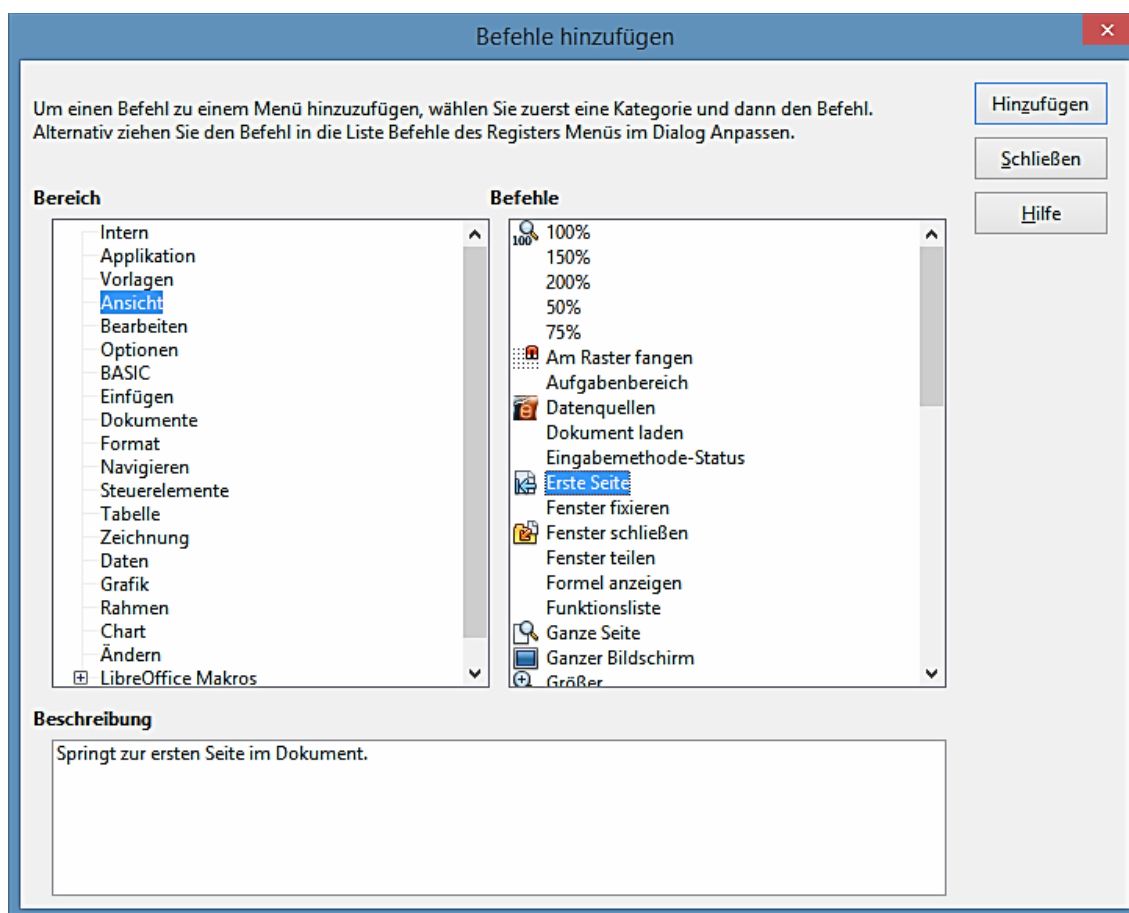 Befehle hinzufügen
Um einen Befehl zu einem Menü hinzuzufügen, wählen Sie zuerst eine Kategorie und dann den Befehl.
Alternativ ziehen Sie den Befehl in die Liste Befehle des Registers Menüs im Dialog Anpassen.
Hinzufügen
Schließen
Hilfe
Bereich
Intern
Applikation
Vorlagen
Ansicht
Bearbeiten
Optionen
BASIC
Einfügen
Dokumente
Format
Navigieren
Steuerelemente
Tabelle
Zeichnung
Daten
Grafik
Rahmen
Chart
Ändern
LibreOffice Makros
Befehle
100 100%
150%
200%
50%
75%
Am Raster fangen
Aufgabenbereich
Datenquellen
Dokument laden
Eingabemethode-Status
Erste Seite
Fenster fixieren
Fenster schließen
Fenster teilen
Formel anzeigen
Funktionsliste
Ganze Seite
Ganzer Bildschirm
Größer
Beschreibung
Springt zur ersten Seite im Dokument.